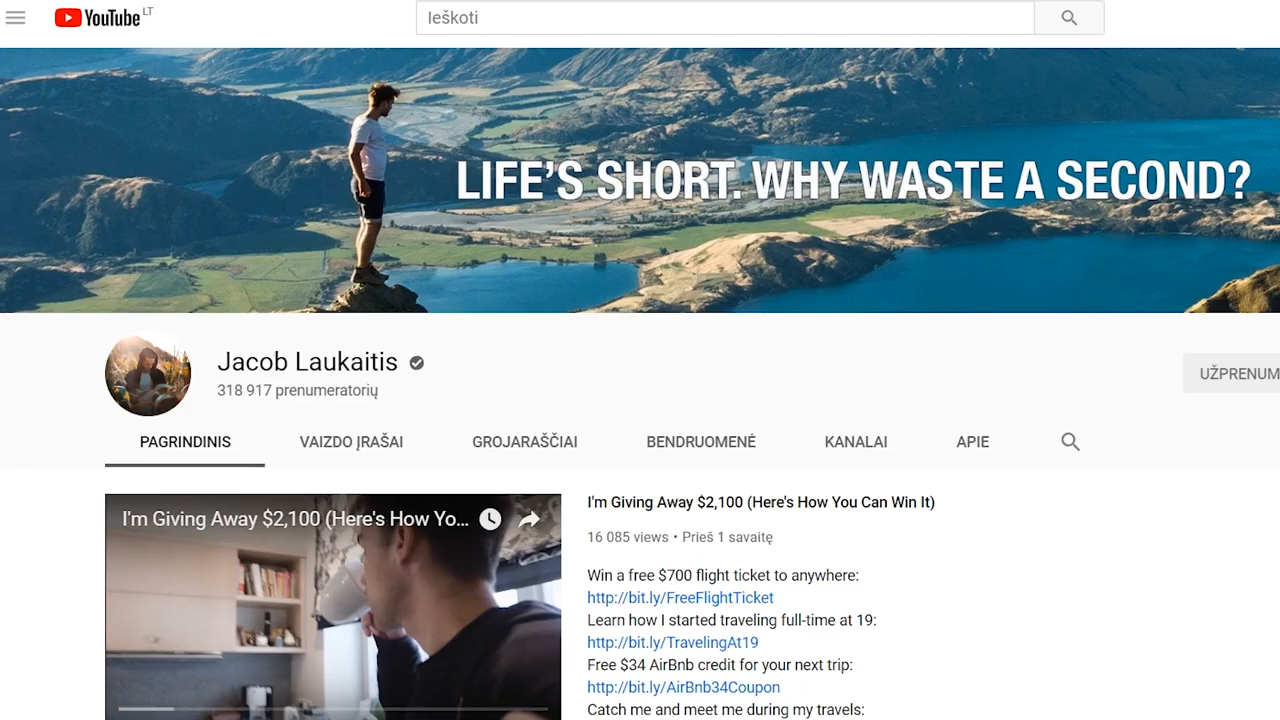 YouTube LT
Ieškoti
LIFE'S SHORT. WHY WASTE A SECOND?
Jacob Laukaitis
318 917 prenumeratorių
UŽPRENUM
PAGRINDINIS
VAIZDO ĮRAŠAI
GROJARAŠČIAI
BENDRUOMENĖ
KANALAI
APIE
I'm Giving Away $2,100 (Here's How Yo...
I'm Giving Away $2,100 (Here's How You Can Win It)
16 085 views • Prieš 1 savaitę
Win a free $700 flight ticket to anywhere:
http://bit.ly/FreeFlightTicket
Learn how I started traveling full-time at 19:
http://bit.ly/TravelingAt19
Free $34 AirBnb credit for your next trip:
http://bit.ly/AirBnb34Coupon
Catch me and meet me during my travels: